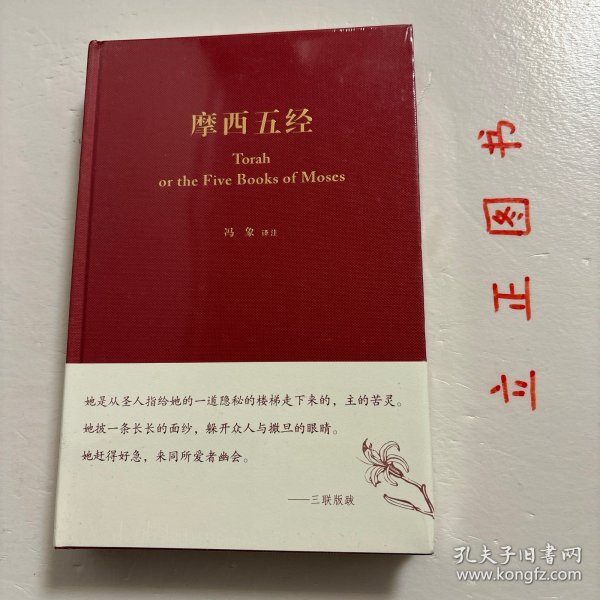 摩西五经
Torah
or the Five Books of Moses
冯象 译注
她是从圣人指给她的一道隐秘的楼梯走下来的，主的苦灵。
她披一条长长的面纱，躲开众人与撒旦的眼睛。
她赶得好急，来同所爱者幽会。
——三联版跋
立正图书
孔夫子旧书网
www.kongfz.com